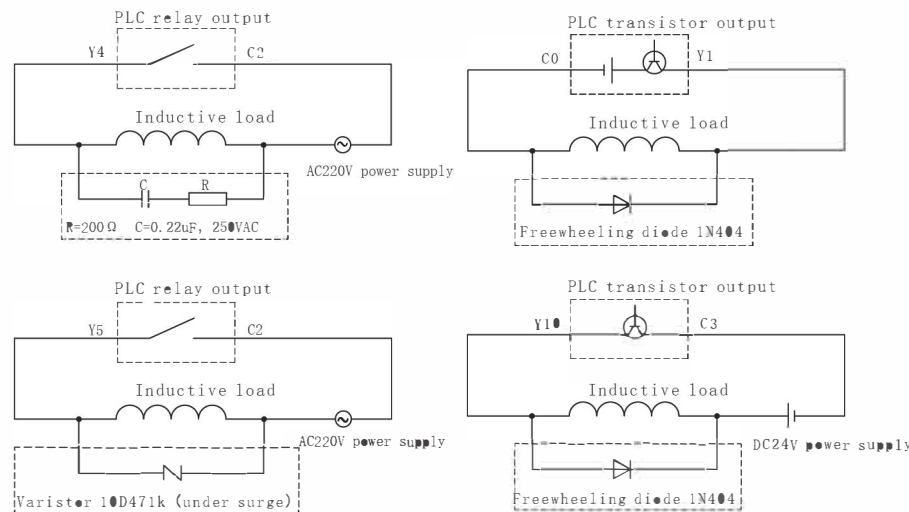 PLC relay output
Y4 C2
Inductive load
AC220V power supply
C R
R=200Ω C=0.22uF, 250VAC
PLC transistor output
C0 Y1
Inductive load
Freewheeling diode 1N404
PLC relay output
Y5 C2
Inductive load
AC220V power supply
Varistor 10D471k (under surge)
PLC transistor output
Y10 C3
Inductive load
DC24V power supply
Freewheeling diode 1N404